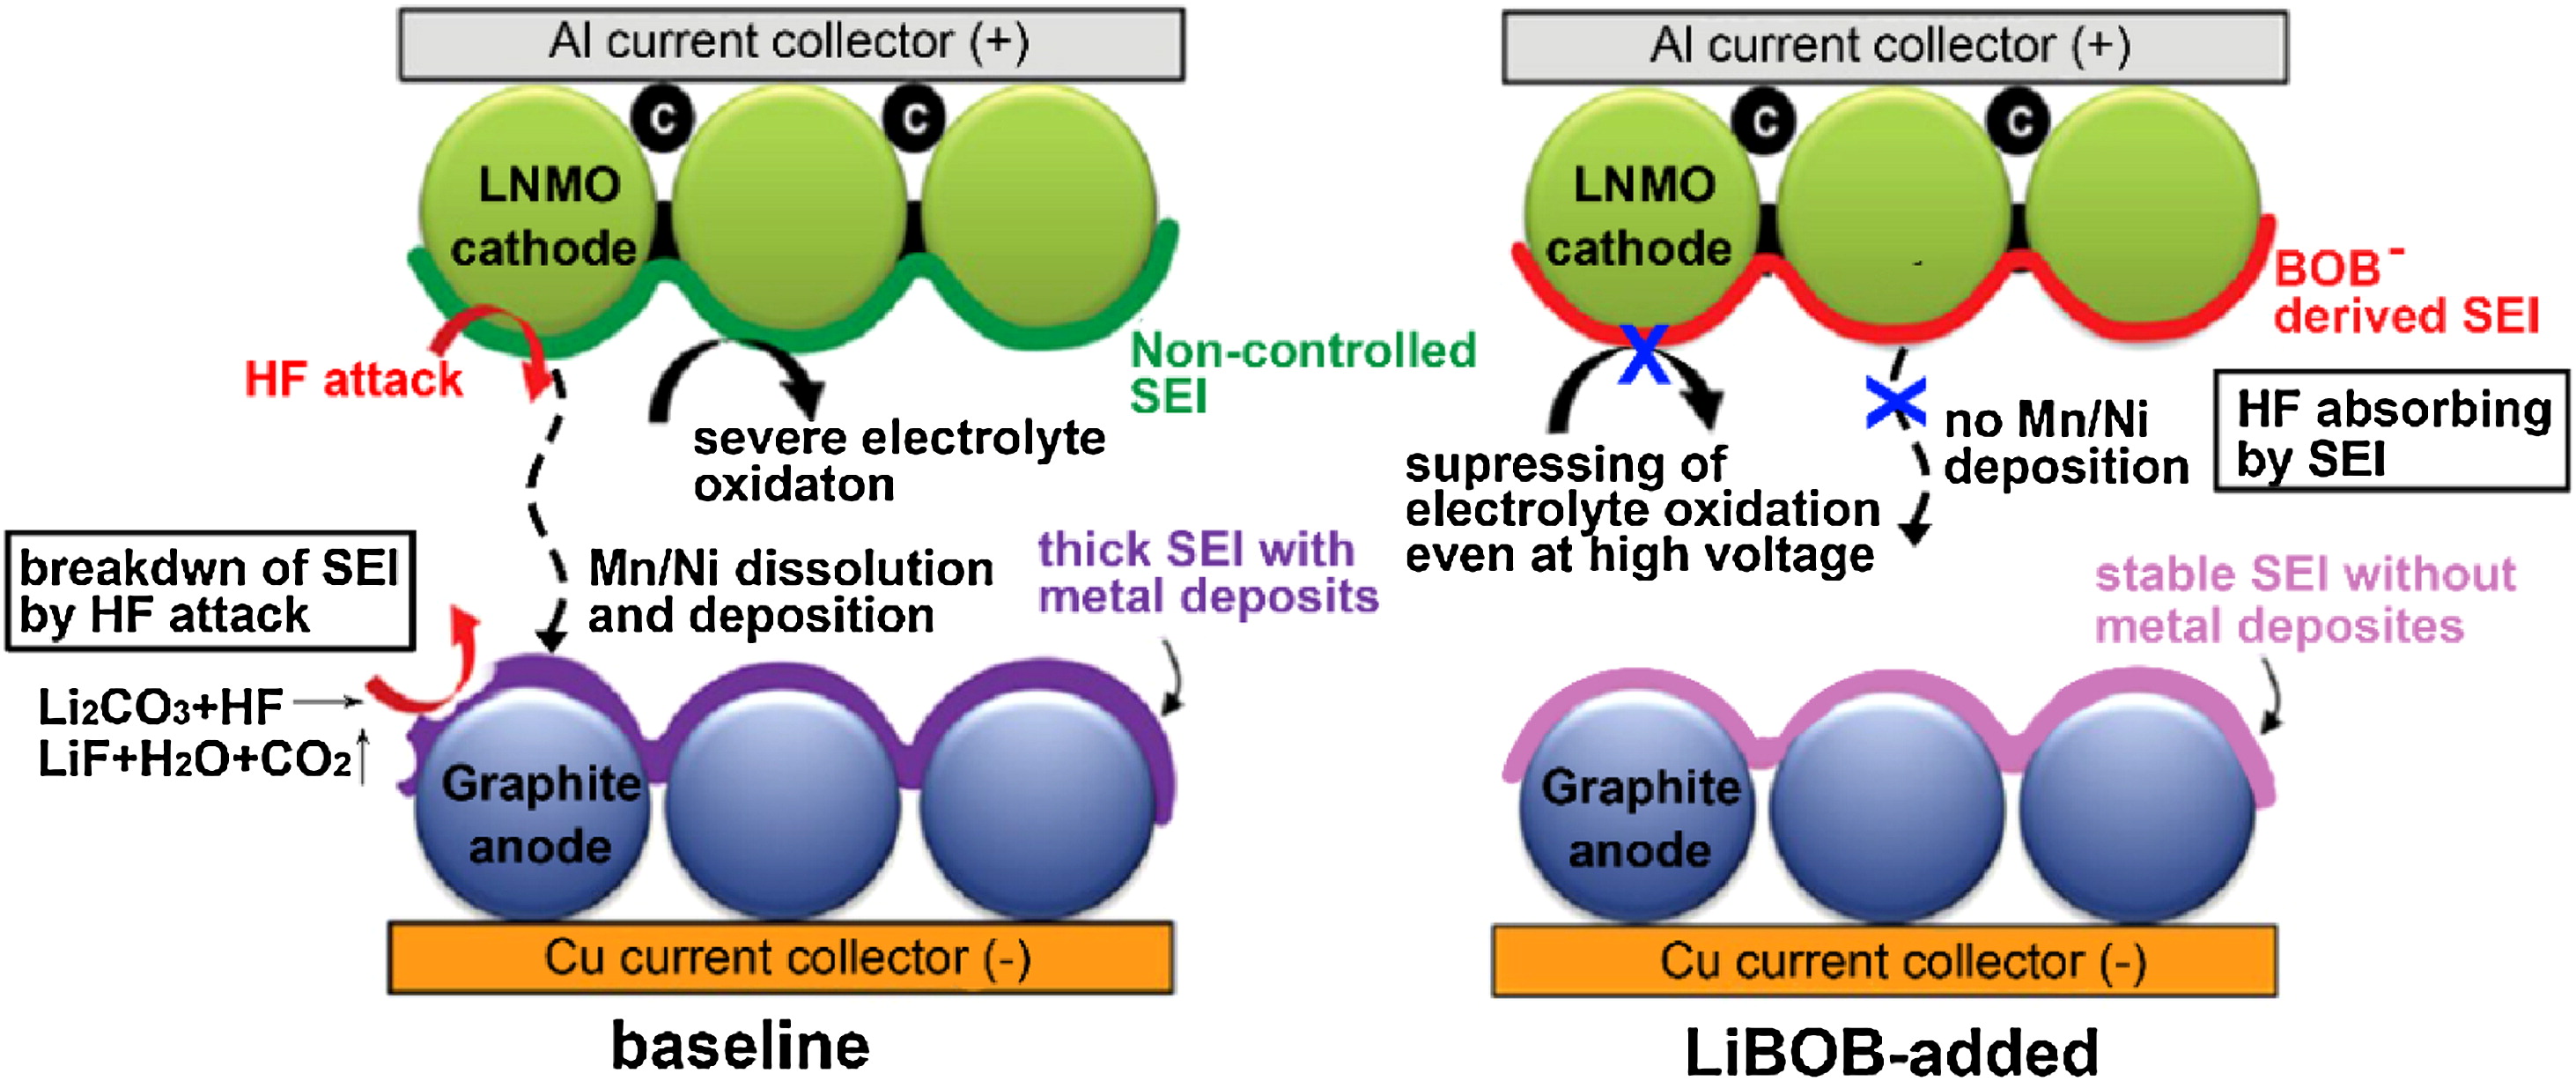 Al current collector (+)
C
C
LNMO
cathode
HF attack
Non-controlled
SEI
severe electrolyte
oxidaton
breakdwn of SEI
by HF attack
Mn/Ni dissolution
and deposition
thick SEI with
metal deposits
Li₂CO₃+HF →
LiF+H₂O+CO₂↑
Graphite
anode
Cu current collector (-)
baseline
Al current collector (+)
C
C
LNMO
cathode
BOB⁻
derived SEI
X
X
supressing of
electrolyte oxidation
even at high voltage
no Mn/Ni
deposition
HF absorbing
by SEI
stable SEI without
metal deposites
Graphite
anode
Cu current collector (-)
LiBOB-added